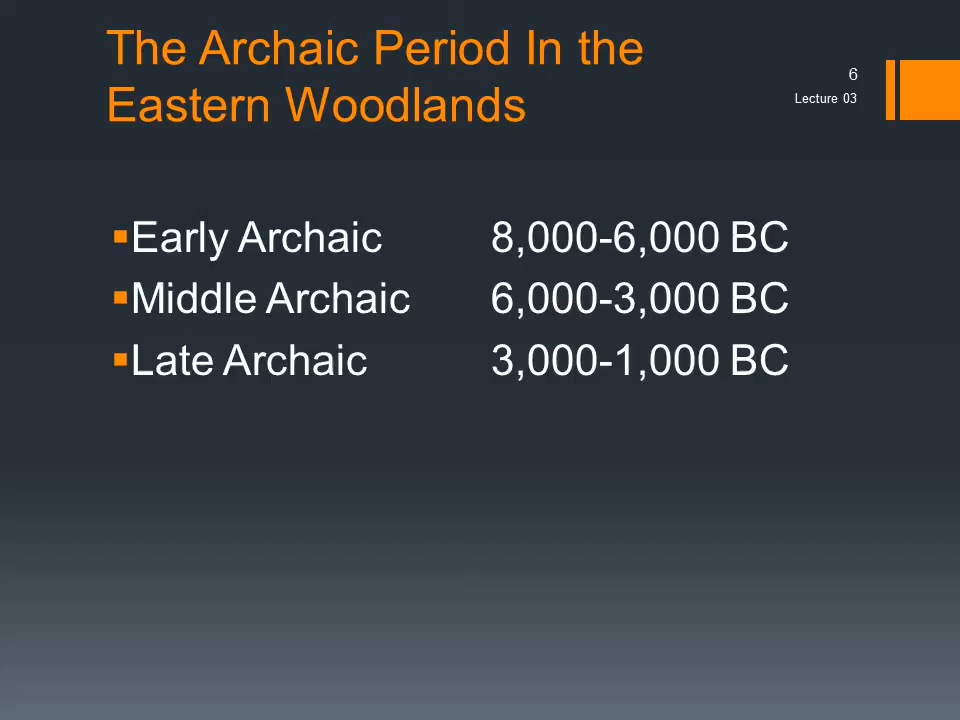 The Archaic Period In the
Eastern Woodlands
6
Lecture 03
▪Early Archaic 8,000-6,000 BC
▪Middle Archaic 6,000-3,000 BC
▪Late Archaic 3,000-1,000 BC